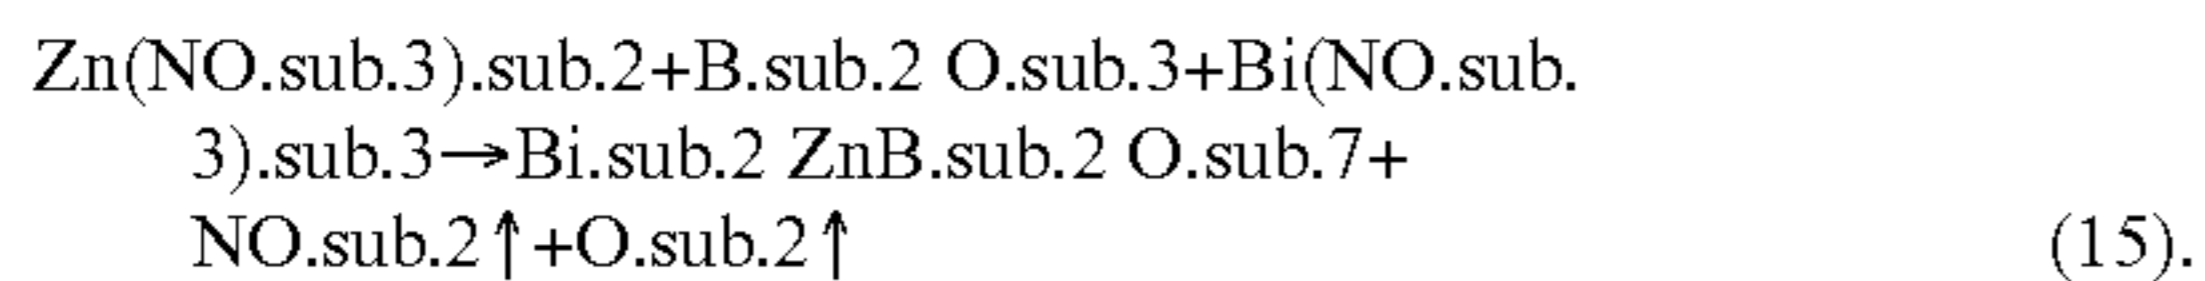 Zn(NO.sub.3).sub.2+B.sub.2 O.sub.3+Bi(NO.sub.
3).sub.3→Bi.sub.2 ZnB.sub.2 O.sub.7+
NO.sub.2↑+O.sub.2↑ (15).